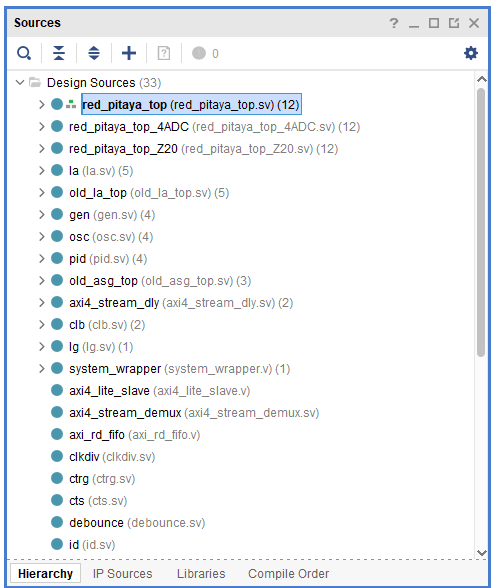 Sources
?
0
Design Sources (33)
red_pitaya_top (red_pitaya_top.sv) (12)
red_pitaya_top_4ADC (red_pitaya_top_4ADC.sv) (12)
red_pitaya_top_Z20 (red_pitaya_top_Z20.sv) (12)
la (la.sv) (5)
old_la_top (old_la_top.sv) (5)
gen (gen.sv) (4)
osc (osc.sv) (4)
pid (pid.sv) (4)
old_asg_top (old_asg_top.sv) (3)
axi4_stream_dly (axi4_stream_dly.sv) (2)
clb (clb.sv) (2)
lg (lg.sv) (1)
system_wrapper (system_wrapper.v) (1)
axi4_lite_slave (axi4_lite_slave.v)
axi4_stream_demux (axi4_stream_demux.sv)
axi_rd_fifo (axi_rd_fifo.v)
clkdiv (clkdiv.sv)
ctrg (ctrg.sv)
cts (cts.sv)
debounce (debounce.sv)
id (id.sv)
Hierarchy IP Sources Libraries Compile Order